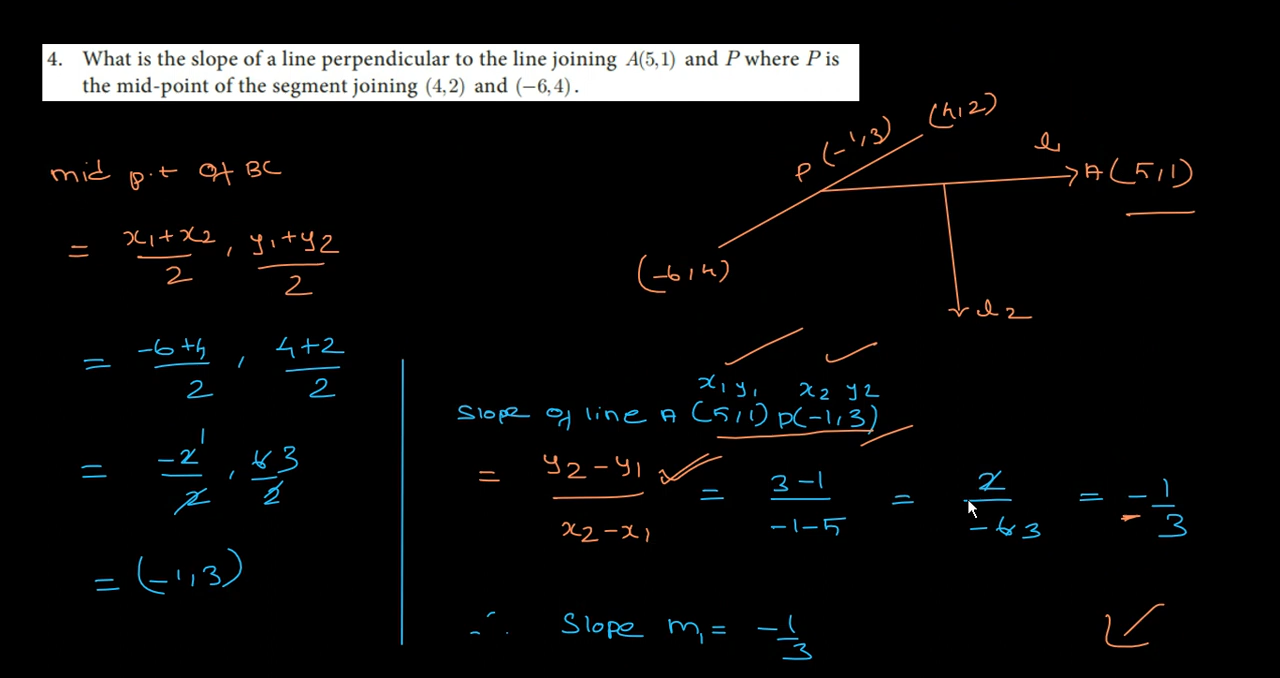 4. What is the slope of a line perpendicular to the line joining A(5,1) and P where P is
the mid-point of the segment joining (4,2) and (−6,4).
mid p.t of BC
= x₁+x₂/2 , y₁+y₂/2
= -6+4/2 , 4+2/2
= -2 1/2 , 6 3/2
= (-1,3)
(4,2)
P (-1,3)
l₁
A (5,1)
(-6,4)
l₂
x₁ y₁ x₂ y₂
Slope of line A (5,1) P(-1,3)
= y₂-y₁/x₂-x₁ = 3-1/-1-5 = 2/-6 3 = -1/3
∴ Slope m₁ = -1/3